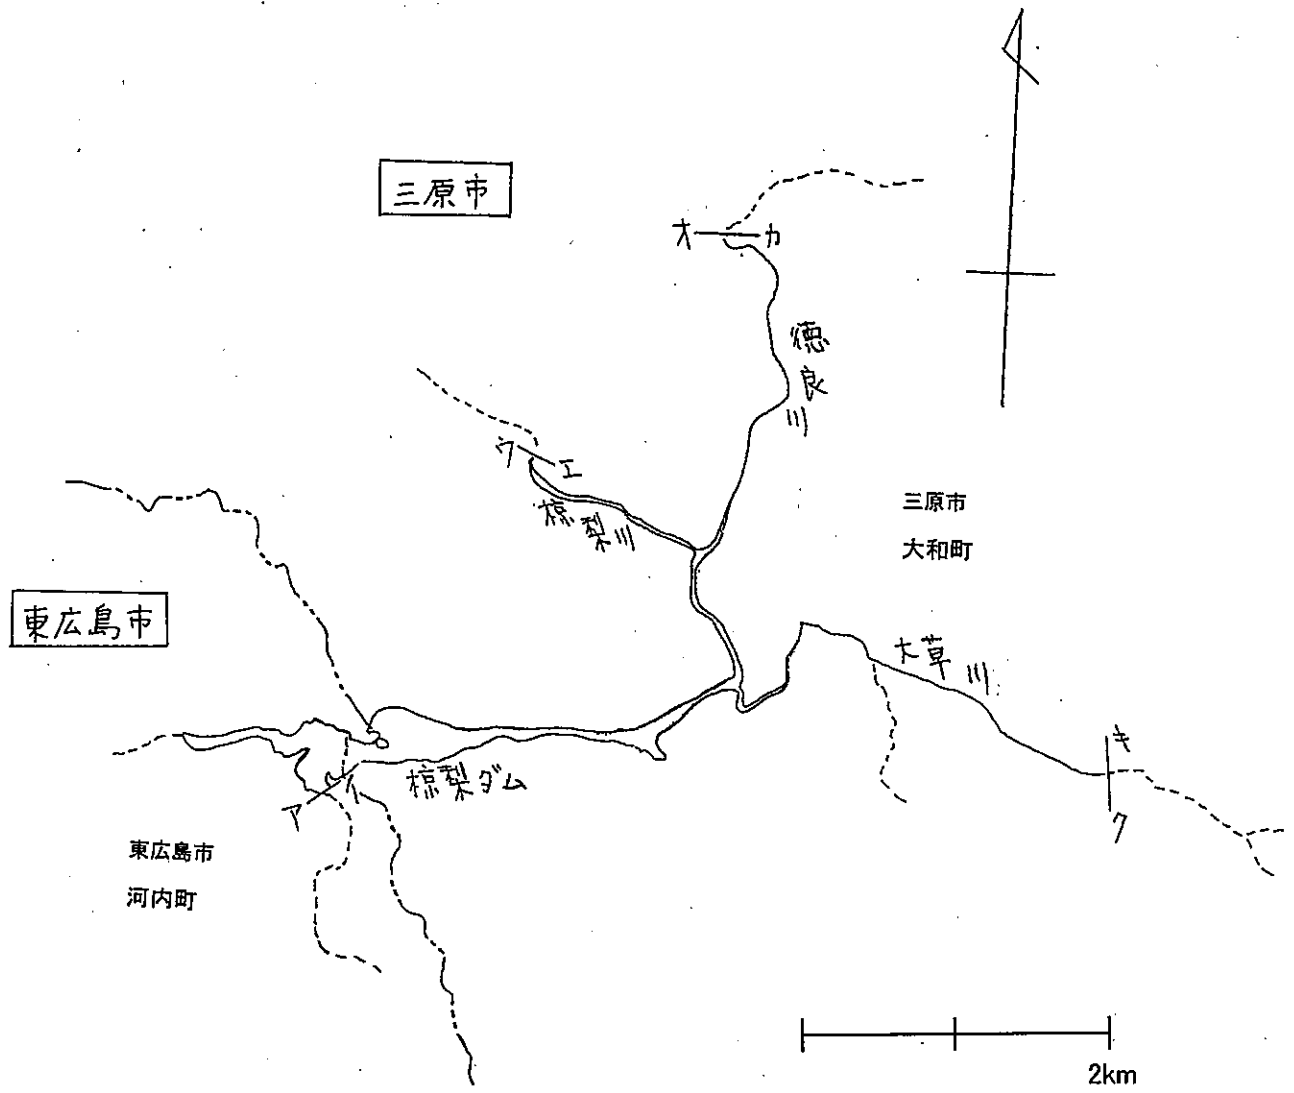 三原市
オ
カ
徳良川
ウ
エ
椋梨川
三原市
大和町
東広島市
大草川
キ
ク
椋梨ダム
ア
イ
東広島市
河内町
2km